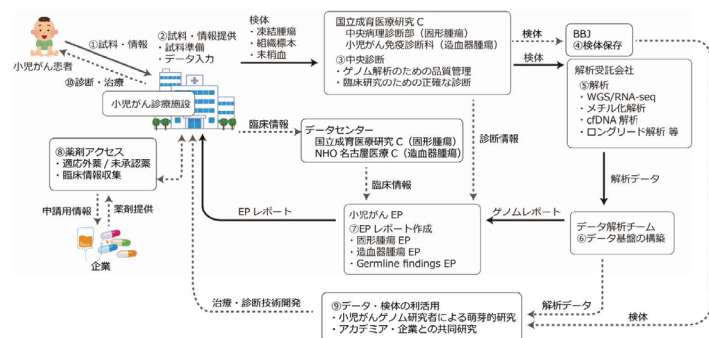 ①試料・情報
小児がん患者
⑩診断・治療
小児がん診療施設
②試料・情報提供
・試料準備
・データ入力
検体
・凍結腫瘍
・組織標本
・末梢血
国立成育医療研究 C
中央病理診断部（固形腫瘍）
小児がん免疫診断科（造血器腫瘍）
③中央診断
・ゲノム解析のための品質管理
・臨床研究のための正確な診断
検体
検体
BBJ
④検体保存
解析受託会社
⑤解析
・WGS/RNA-seq
・メチル化解析
・cfDNA 解析
・ロングリード解析 等
臨床情報
データセンター
国立成育医療研究 C（固形腫瘍）
NHO 名古屋医療 C（造血器腫瘍）
診断情報
臨床情報
解析データ
⑧薬剤アクセス
・適応外薬 / 未承認薬
・臨床情報収集
申請用情報
薬剤提供
企業
EP レポート
小児がん EP
⑦EP レポート作成
・固形腫瘍 EP
・造血器腫瘍 EP
・Germline findings EP
ゲノムレポート
データ解析チーム
⑥データ基盤の構築
治療・診断技術開発
⑨データ・検体の利活用
・小児がんゲノム研究者による萌芽的研究
・アカデミア・企業との共同研究
解析データ
検体